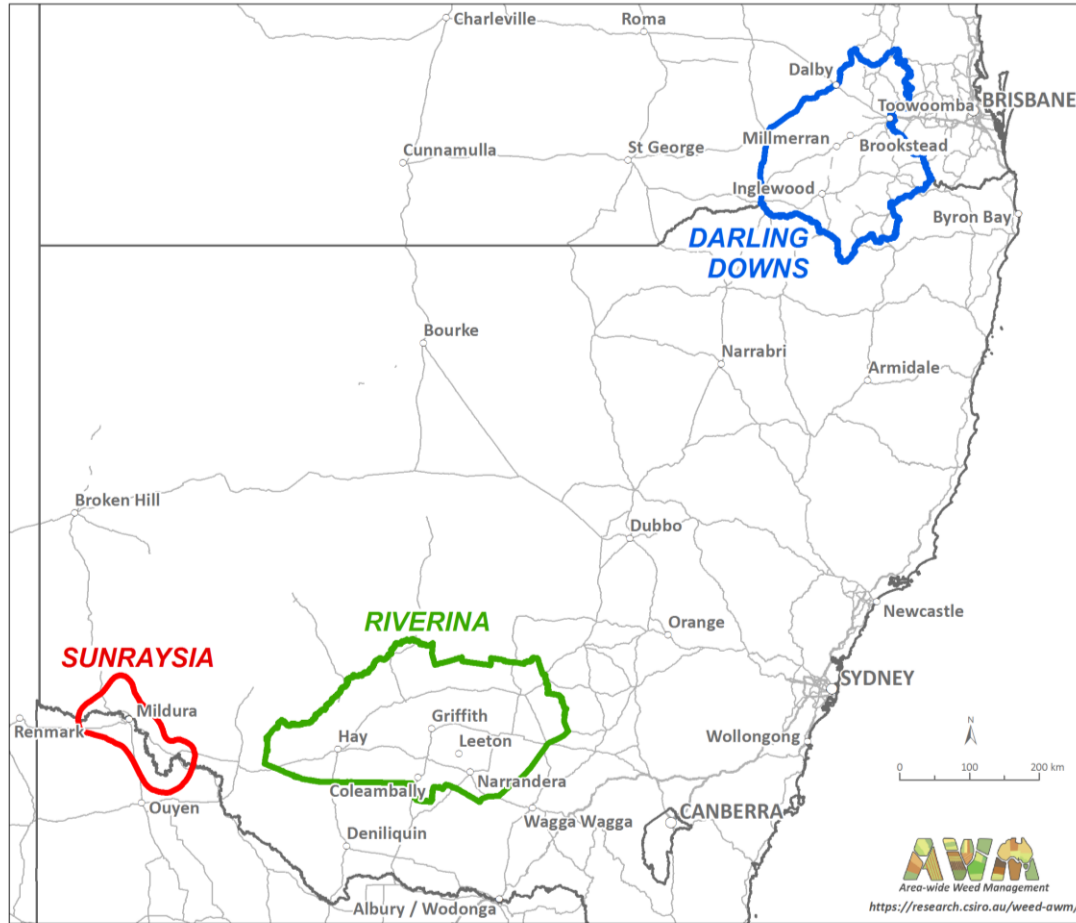 Charleville
Roma
Dalby
Toowoomba
BRISBANE
Millmerran
Brookstead
Cunnamulla
St George
Inglewood
Byron Bay
DARLING
DOWNS
Bourke
Narrabri
Armidale
Broken Hill
Dubbo
Newcastle
RIVERINA
Orange
SUNRAYSIA
SYDNEY
Mildura
Renmark
Griffith
Hay
Leeton
Wollongong
N
Narrandera
Coleambally
0 100 200 km
Ouyen
CANBERRA
Wagga Wagga
Deniliquin
AWM
Area-wide Weed Management
Albury / Wodonga
https://research.csiro.au/weed-awm/